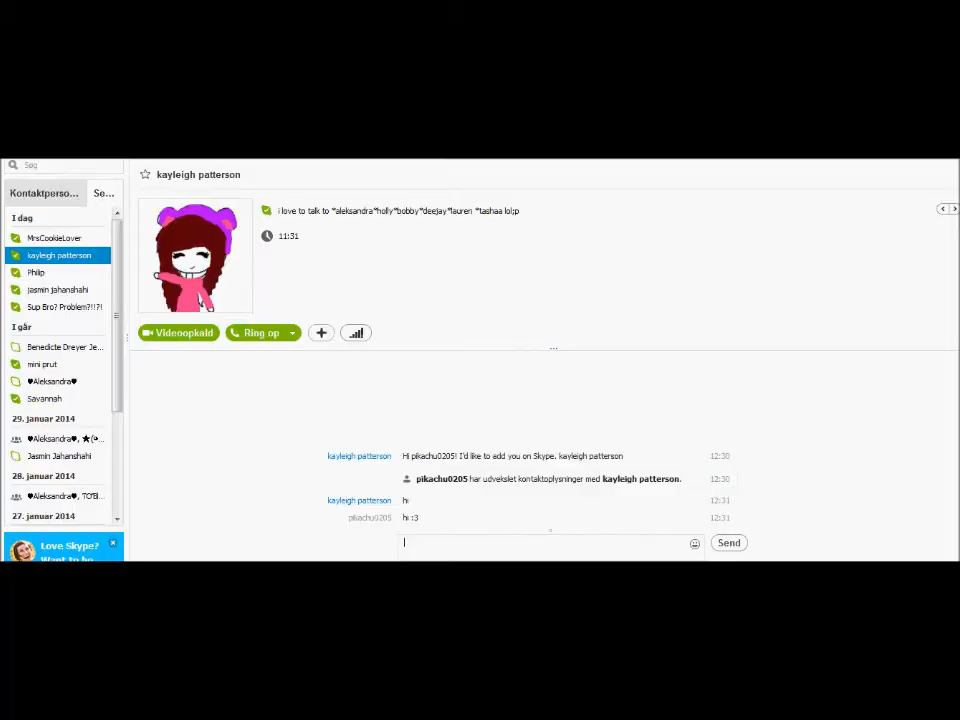 Søg
kayleigh patterson
Kontaktperso... Se...
i love to talk to *aleksandra*holly*bobby*deejay*lauren *tashaa lol;p
I dag
11:31
MrsCookieLover
kayleigh patterson
Philip
jasmin jahanshahi
Sup Bro? Problem?!!?!
I går
Videoopkald Ring op
Benedicte Dreyer Je...
mini prut
♥Aleksandra♥
Savannah
29. januar 2014
♥Aleksandra♥,
Jasmin Jahanshahi
28. januar 2014
♥Aleksandra♥,
27. januar 2014
Love Skype?
Want to be
kayleigh patterson Hi pikachu0205! I'd like to add you on Skype. kayleigh patterson 12:30
pikachu0205 har udvekslet kontaktoplysninger med kayleigh patterson. 12:30
kayleigh patterson hi 12:31
pikachu0205 hi :3 12:31
Send